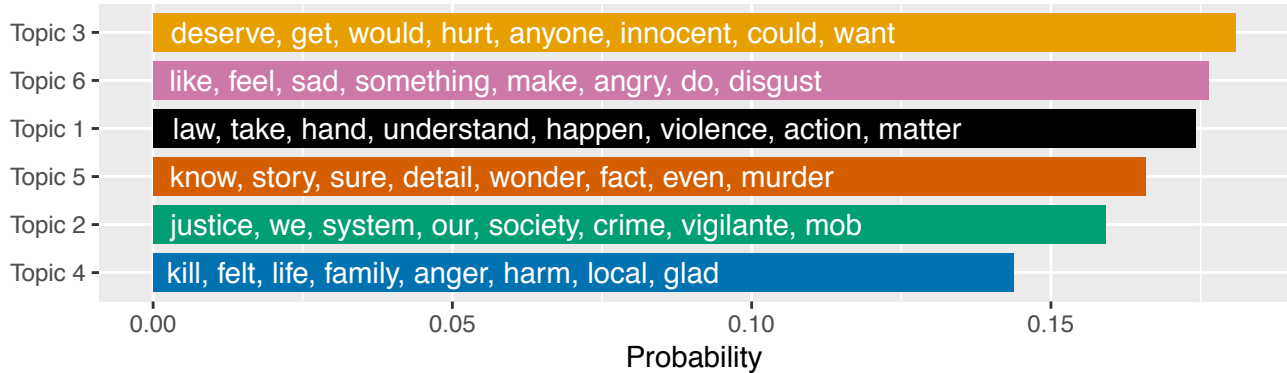 Topic 3 deserve, get, would, hurt, anyone, innocent, could, want
Topic 6 like, feel, sad, something, make, angry, do, disgust
Topic 1 law, take, hand, understand, happen, violence, action, matter
Topic 5 know, story, sure, detail, wonder, fact, even, murder
Topic 2 justice, we, system, our, society, crime, vigilante, mob
Topic 4 kill, felt, life, family, anger, harm, local, glad
0.00 0.05 0.10 0.15
Probability